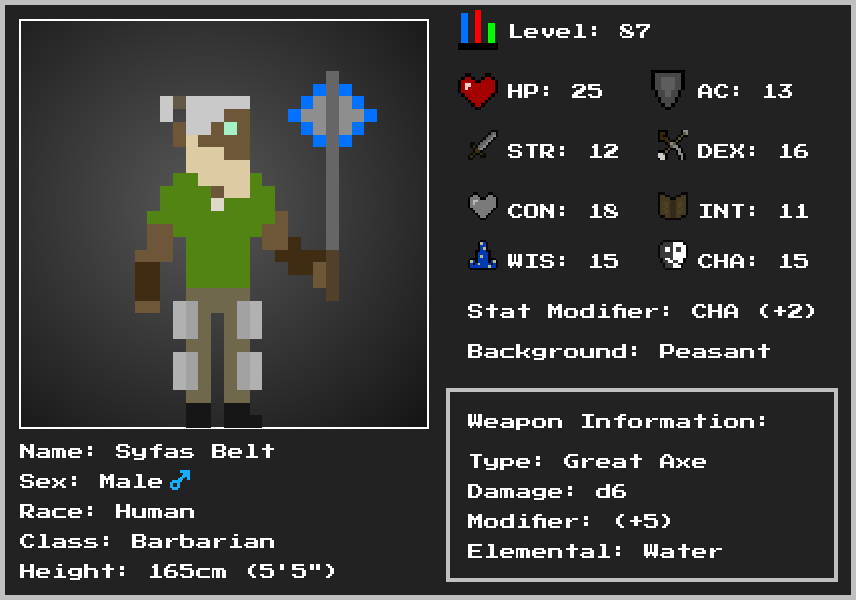 Level: 87
HP: 25 AC: 13
STR: 12 DEX: 16
CON: 18 INT: 11
WIS: 15 CHA: 15
Stat Modifier: CHA (+2)
Background: Peasant
Weapon Information:
Type: Great Axe
Damage: d6
Modifier: (+5)
Elemental: Water
Name: Syfas Belt
Sex: Male♂
Race: Human
Class: Barbarian
Height: 165cm (5'5")